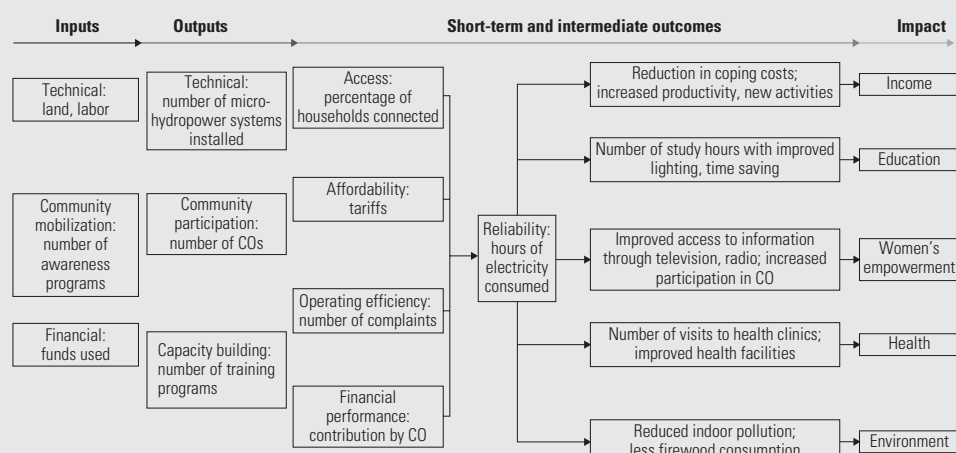 Inputs
Outputs
Short-term and intermediate outcomes
Impact
Technical:
land, labor
Community
mobilization:
number of
awareness
programs
Financial:
funds used
Technical:
number of micro-
hydropower systems
installed
Community
participation:
number of COs
Capacity building:
number of training
programs
Access:
percentage of
households connected
Affordability:
tariffs
Operating efficiency:
number of complaints
Financial
performance:
contribution by CO
Reliability:
hours of
electricity
consumed
Reduction in coping costs;
increased productivity, new activities
Number of study hours with improved
lighting, time saving
Improved access to information
through television, radio; increased
participation in CO
Number of visits to health clinics;
improved health facilities
Reduced indoor pollution;
less firewood consumption
Income
Education
Women's
empowerment
Health
Environment